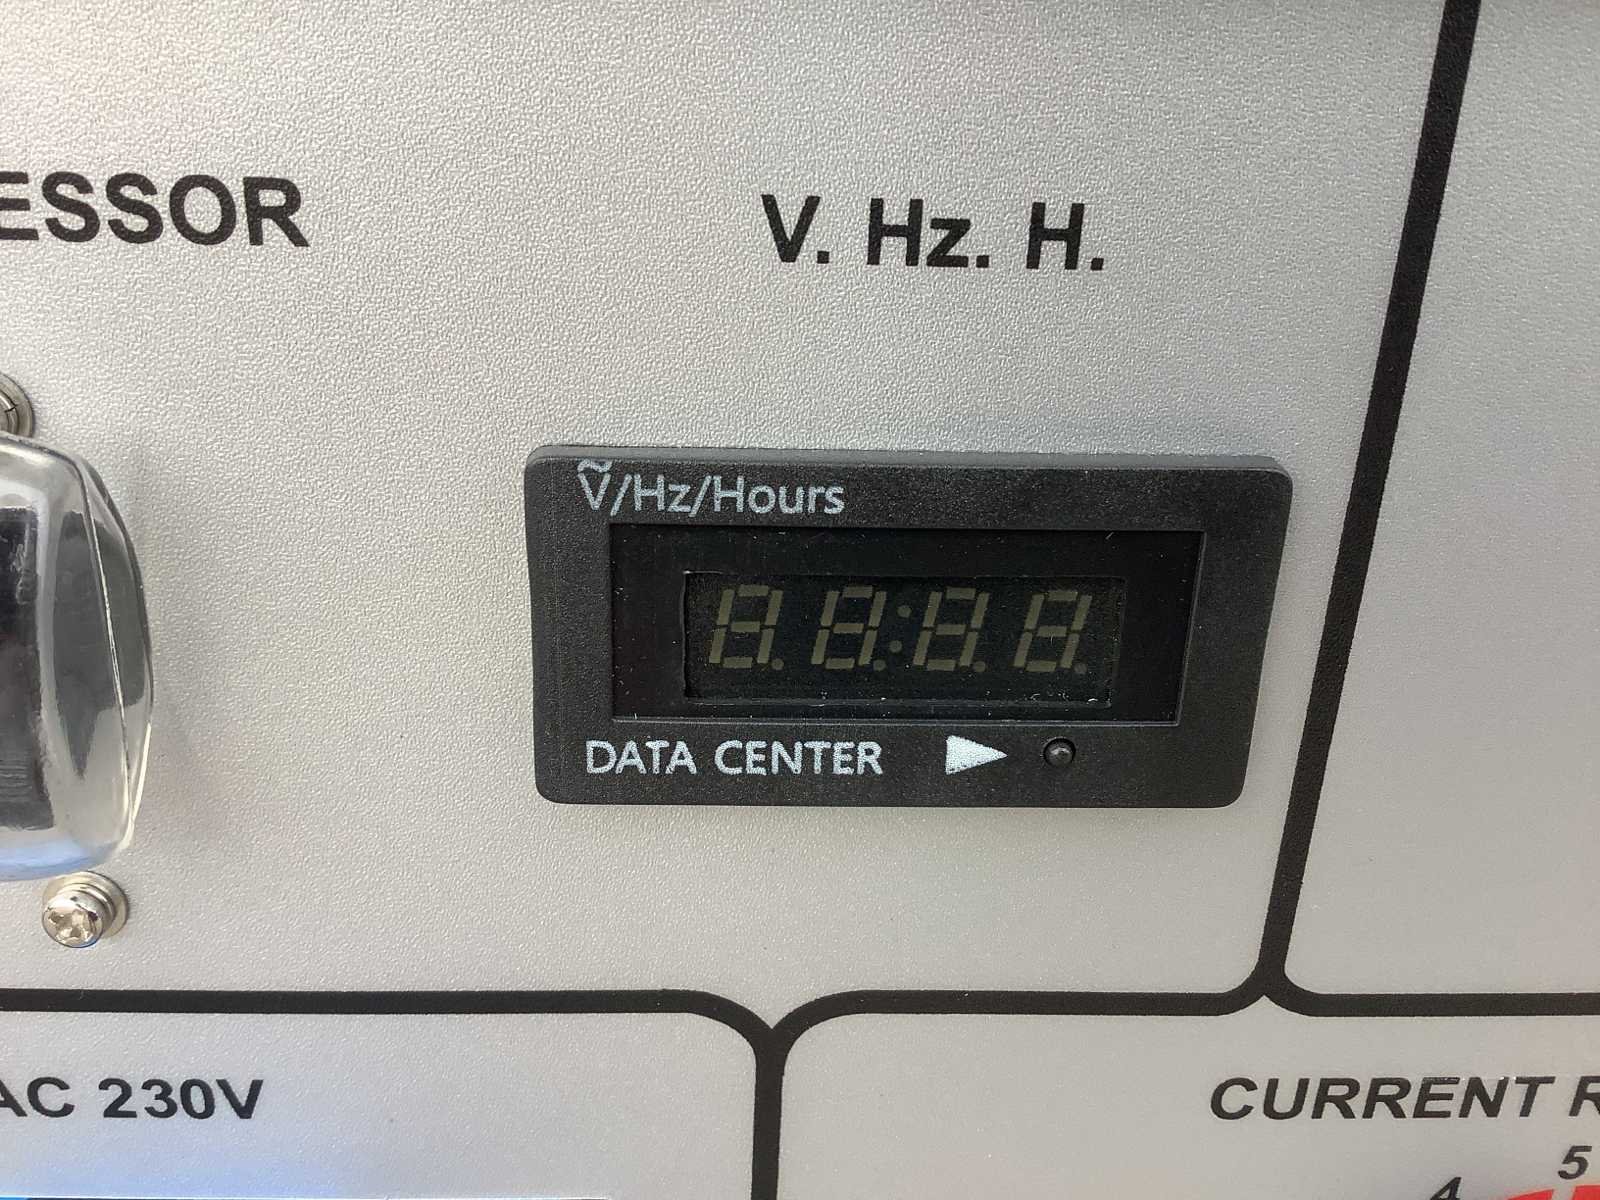 ESSOR
V. Hz. H.
Ṽ/Hz/Hours
DATA CENTER
AC 230V
CURRENT R
5
4